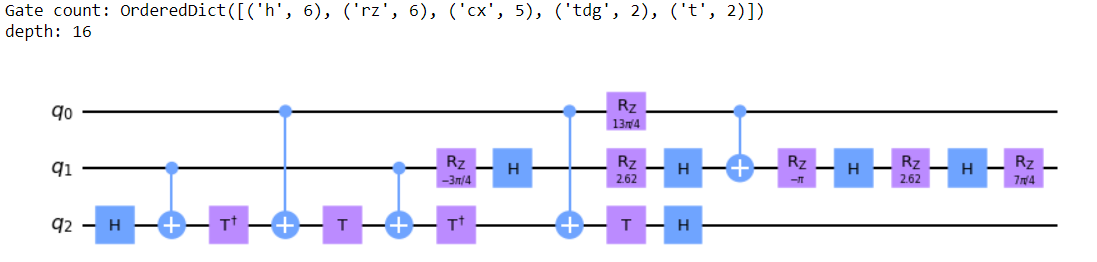 Gate count: OrderedDict([('h', 6), ('rz', 6), ('cx', 5), ('tdg', 2), ('t', 2)])
depth: 16
q0 RZ 13π/4
q1 RZ -3π/4 H RZ 2.62 H RZ -π H RZ 2.62 H RZ 7π/4
q2 H T† T T† T H